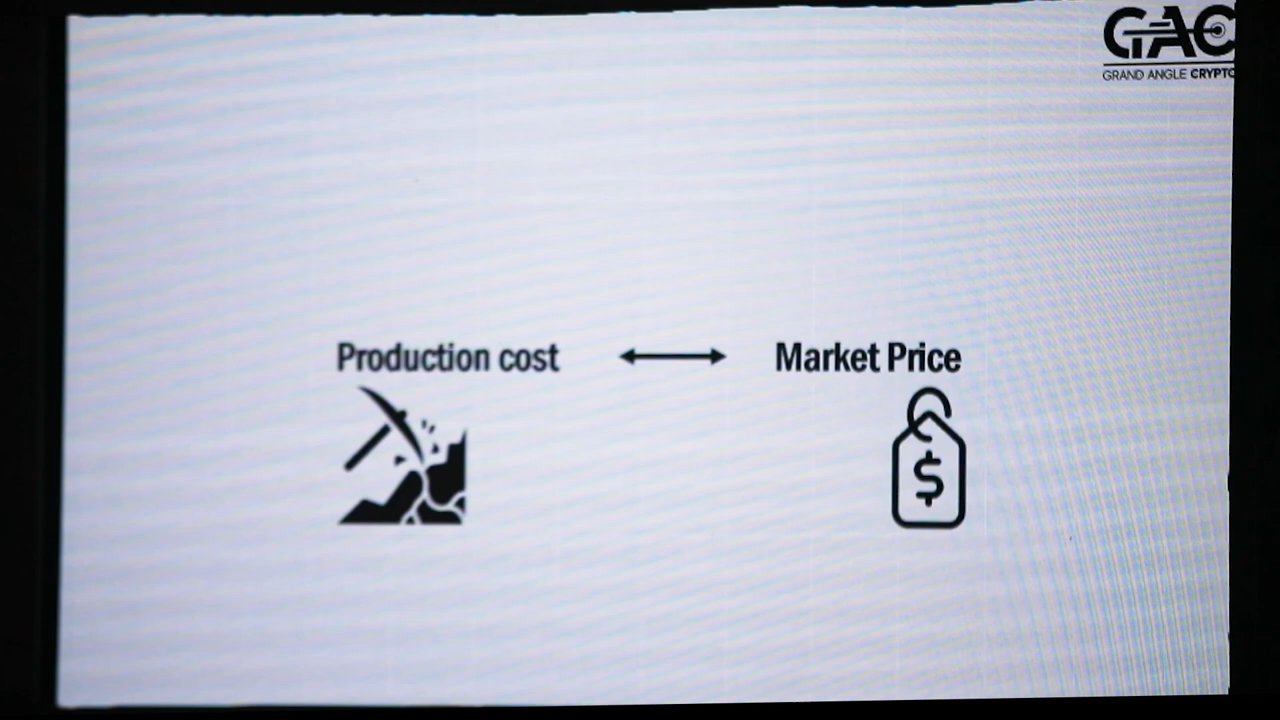 GAC
GRAND ANGLE CRYPTO
Production cost
Market Price
$